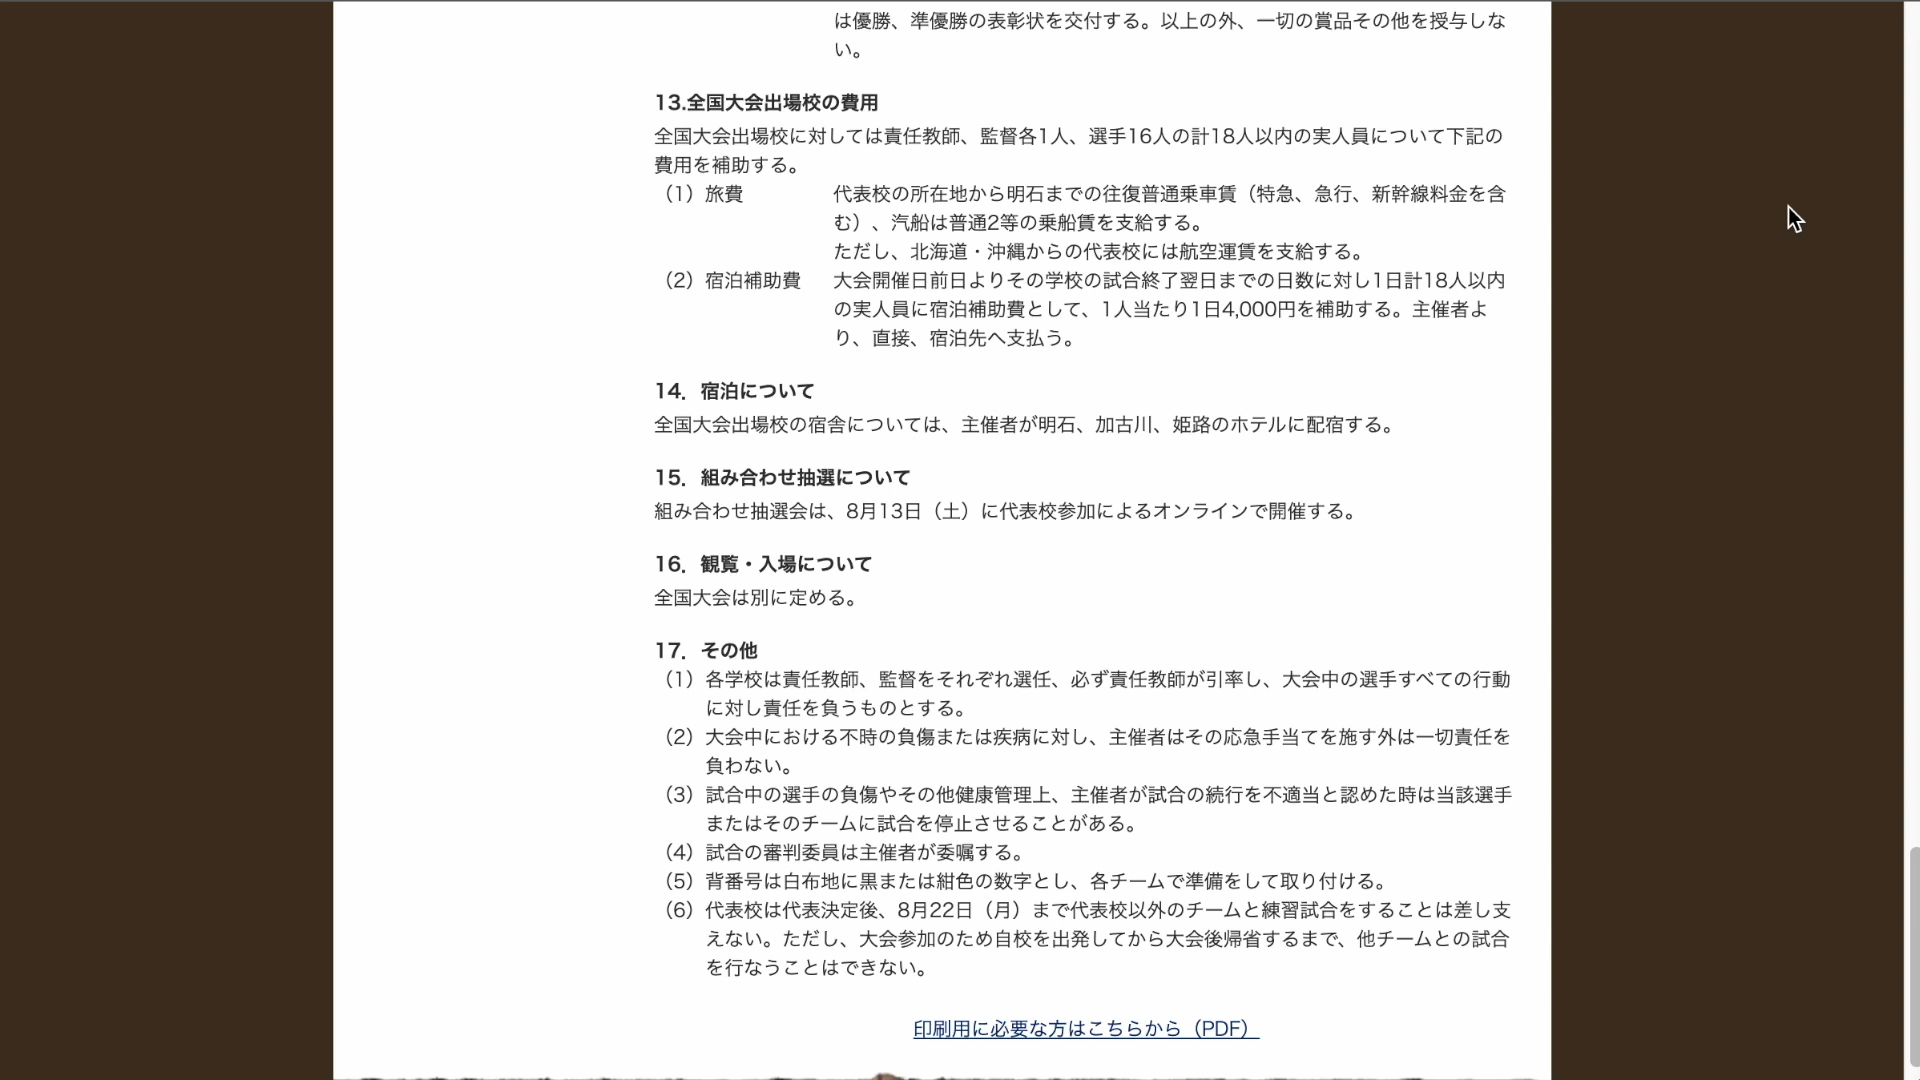 は優勝、準優勝の表彰状を交付する。以上の外、一切の賞品その他を授与しな
い。
13.全国大会出場校の費用
全国大会出場校に対しては責任教師、監督各1人、選手16人の計18人以内の実人員について下記の
費用を補助する。
（1）旅費 代表校の所在地から明石までの往復普通乗車賃（特急、急行、新幹線料金を含
む）、汽船は普通2等の乗船賃を支給する。
ただし、北海道・沖縄からの代表校には航空運賃を支給する。
（2）宿泊補助費 大会開催日前日よりその学校の試合終了翌日までの日数に対し1日計18人以内
の実人員に宿泊補助費として、1人当たり1日4,000円を補助する。主催者よ
り、直接、宿泊先へ支払う。
14．宿泊について
全国大会出場校の宿舎については、主催者が明石、加古川、姫路のホテルに配宿する。
15．組み合わせ抽選について
組み合わせ抽選会は、8月13日（土）に代表校参加によるオンラインで開催する。
16．観覧・入場について
全国大会は別に定める。
17．その他
（1）各学校は責任教師、監督をそれぞれ選任、必ず責任教師が引率し、大会中の選手すべての行動
に対し責任を負うものとする。
（2）大会中における不時の負傷または疾病に対し、主催者はその応急手当てを施す外は一切責任を
負わない。
（3）試合中の選手の負傷やその他健康管理上、主催者が試合の続行を不適当と認めた時は当該選手
またはそのチームに試合を停止させることがある。
（4）試合の審判委員は主催者が委嘱する。
（5）背番号は白布地に黒または紺色の数字とし、各チームで準備をして取り付ける。
（6）代表校は代表決定後、8月22日（月）まで代表校以外のチームと練習試合をすることは差し支
えない。ただし、大会参加のため自校を出発してから大会後帰省するまで、他チームとの試合
を行なうことはできない。
印刷用に必要な方はこちらから（PDF）